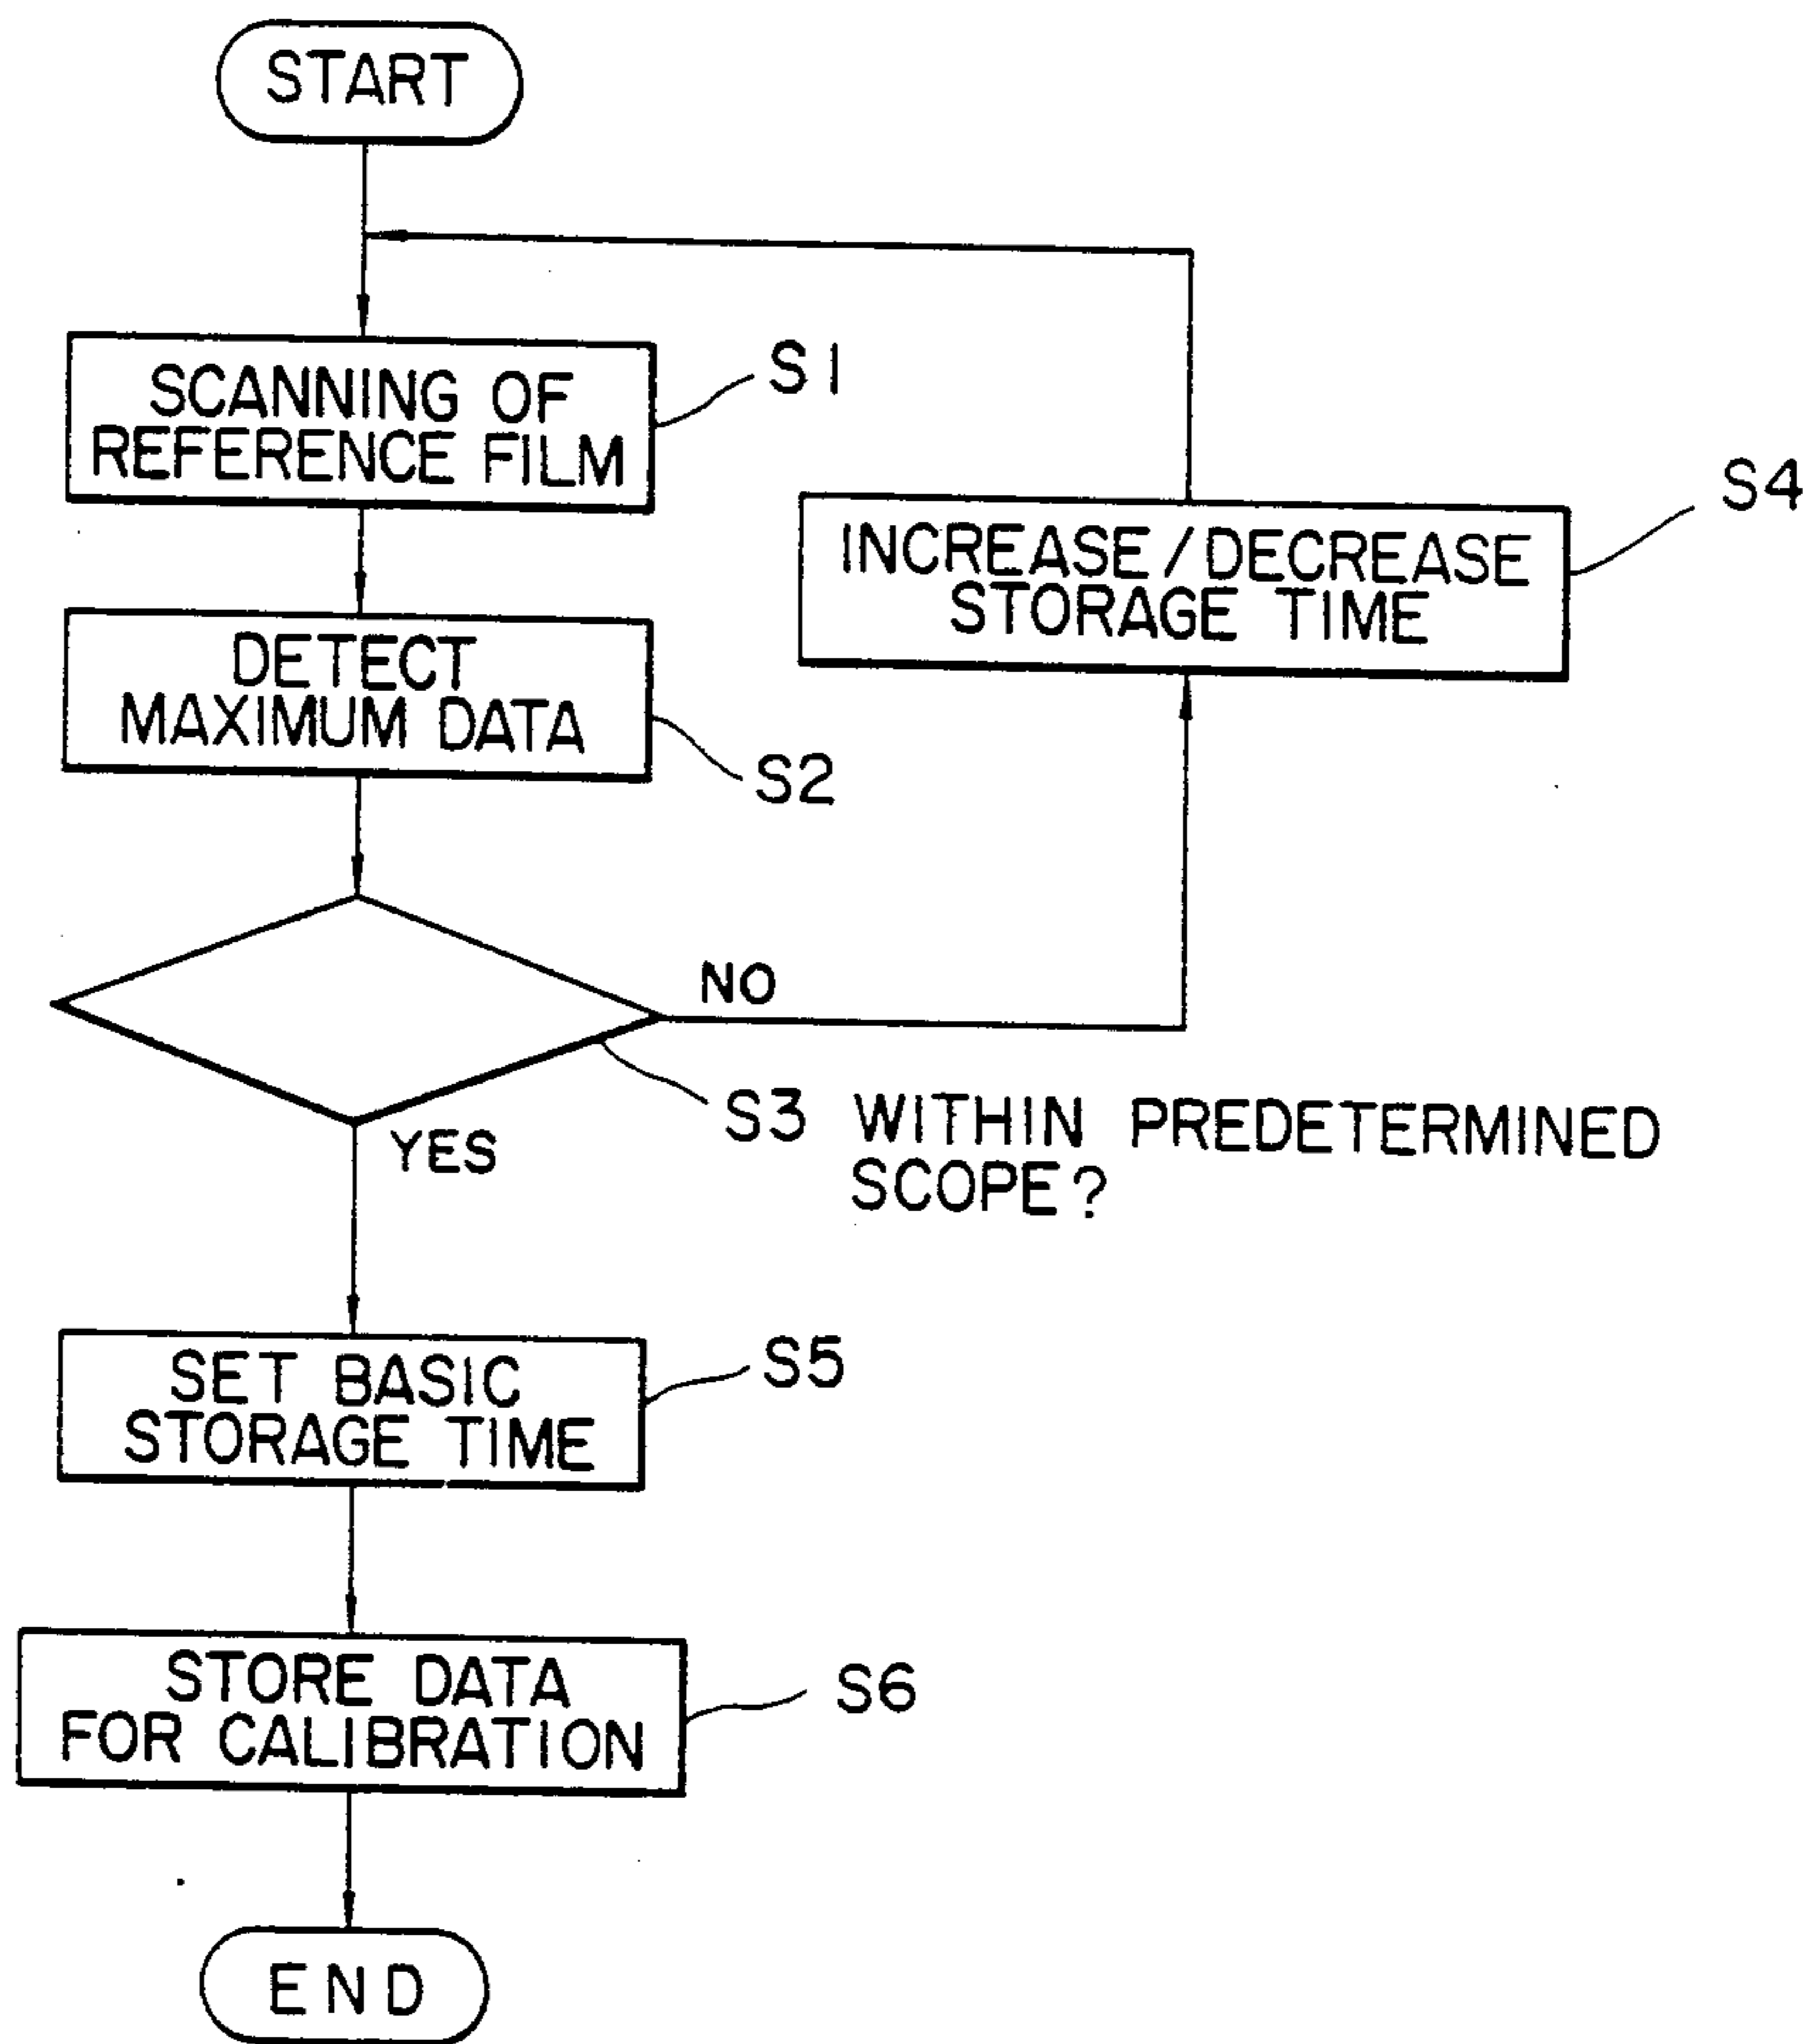 START
SCANNING OF
REFERENCE FILM
S1
INCREASE/DECREASE
STORAGE TIME
S4
DETECT
MAXIMUM DATA
S2
NO
S3 WITHIN PREDETERMINED
SCOPE?
YES
SET BASIC
STORAGE TIME
S5
STORE DATA
FOR CALIBRATION
S6
END